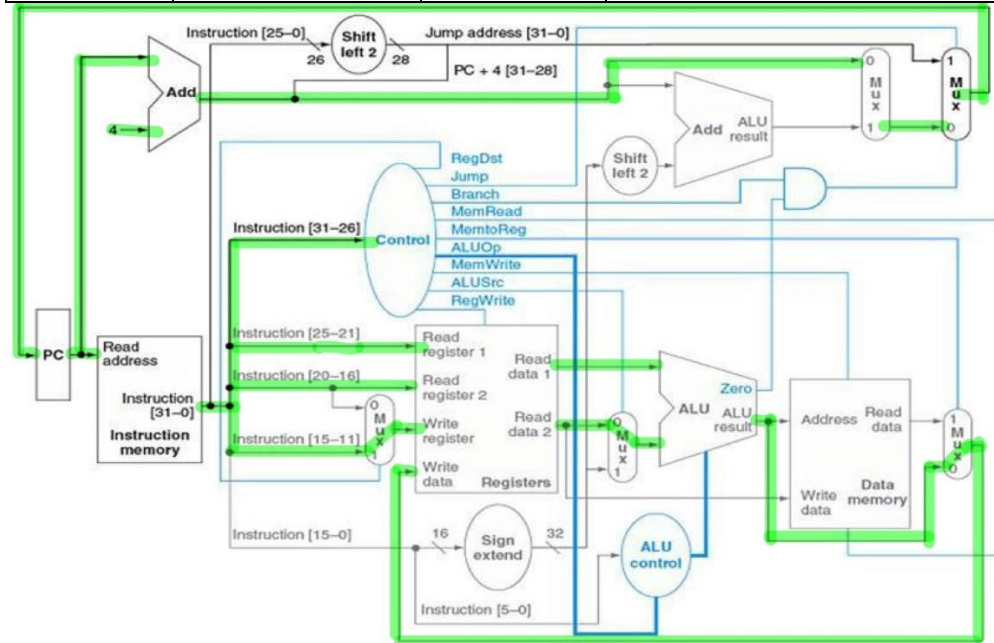 Instruction [25–0]
Shift
left 2
26
28
Jump address [31–0]
PC + 4 [31–28]
Add
4
0
M
u
x
1
1
M
u
x
0
Add
ALU
result
Shift
left 2
RegDst
Jump
Branch
MemRead
MemtoReg
ALUOp
MemWrite
ALUSrc
RegWrite
Control
Instruction [31–26]
PC
Read
address
Instruction
[31–0]
Instruction
memory
Instruction [25–21]
Instruction [20–16]
Instruction [15–11]
0
M
u
x
1
Read
register 1
Read
register 2
Write
register
Write
data
Read
data 1
Read
data 2
Registers
0
M
u
x
1
Zero
ALU
ALU
result
Address
Read
data
Write
data
Data
memory
1
M
u
x
0
Instruction [15–0]
16
Sign
extend
32
ALU
control
Instruction [5–0]